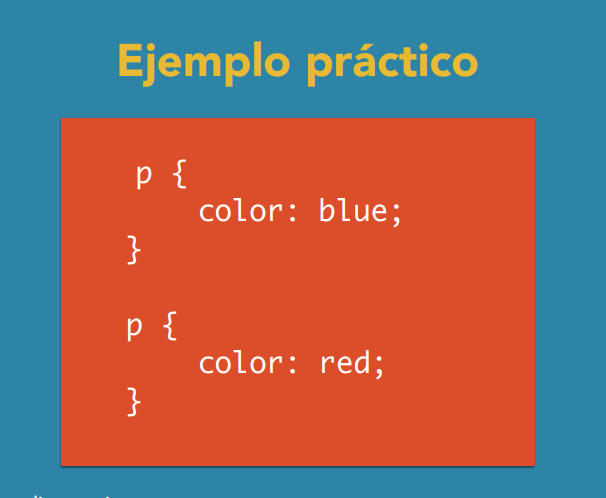 Ejemplo práctico
p {
color: blue;
}
p {
color: red;
}